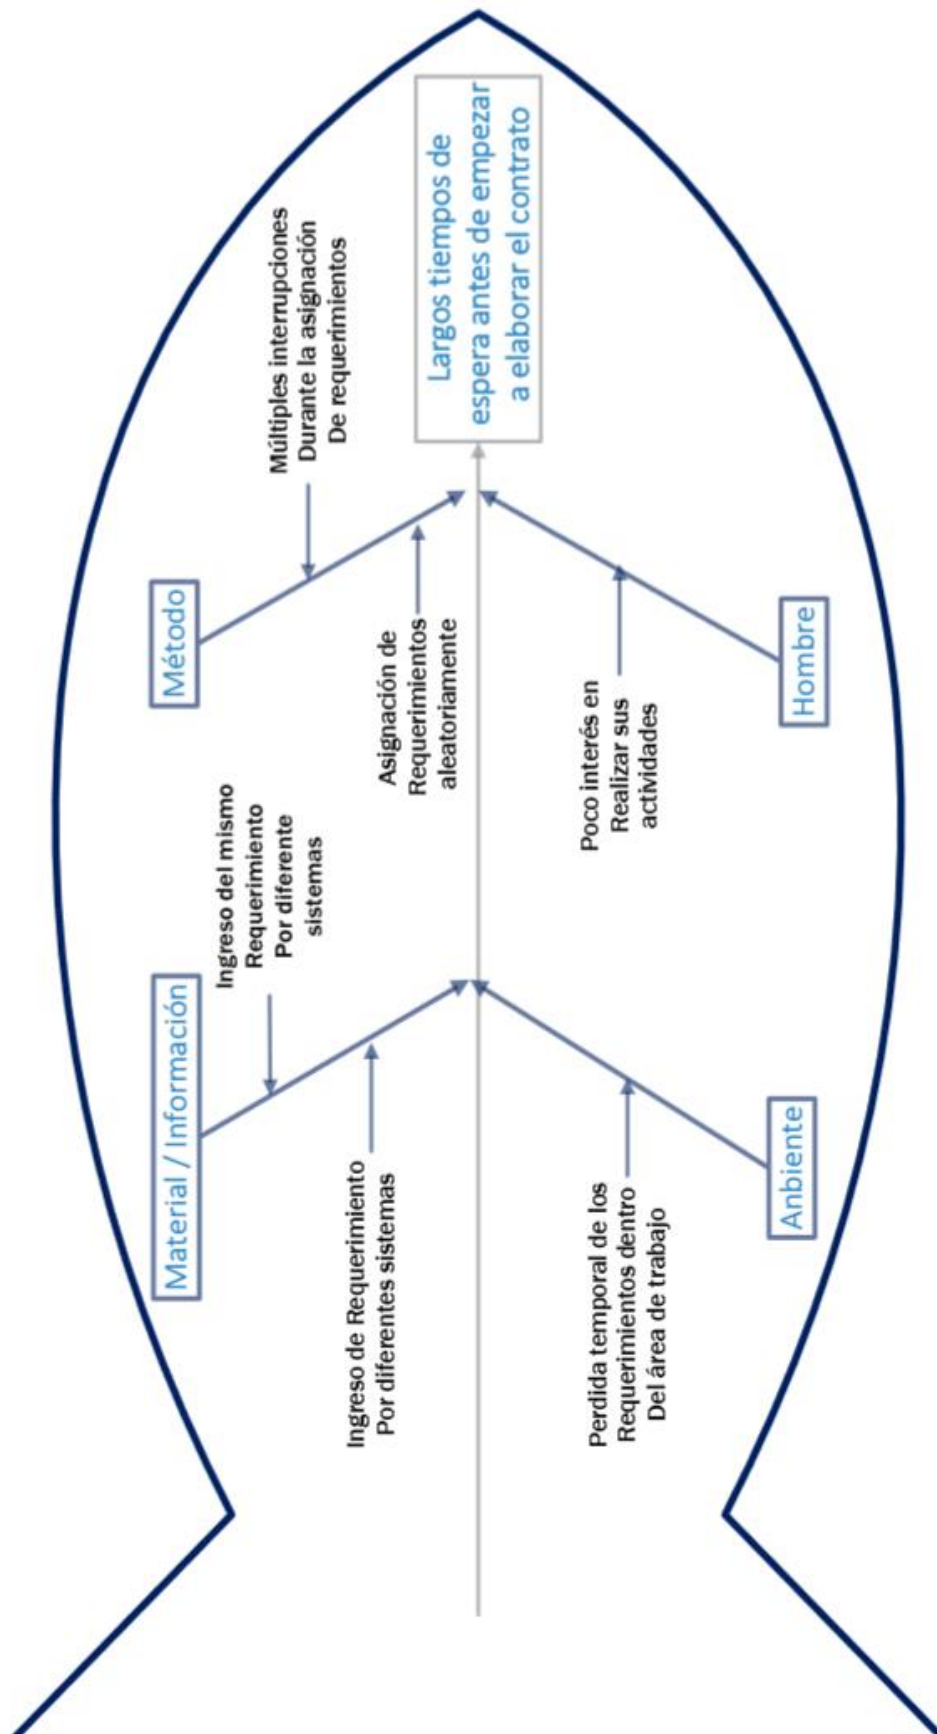 Material / Información
Ingreso del mismo
Requerimiento
Por diferente
sistemas
Ingreso de Requerimiento
Por diferentes sistemas
Método
Múltiples interrupciones
Durante la asignación
De requerimientos
Asignación de
Requerimientos
aleatoriamente
Largos tiempos de
espera antes de empezar
a elaborar el contrato
Perdida temporal de los
Requerimientos dentro
Del área de trabajo
Anbiente
Poco interés en
Realizar sus
actividades
Hombre